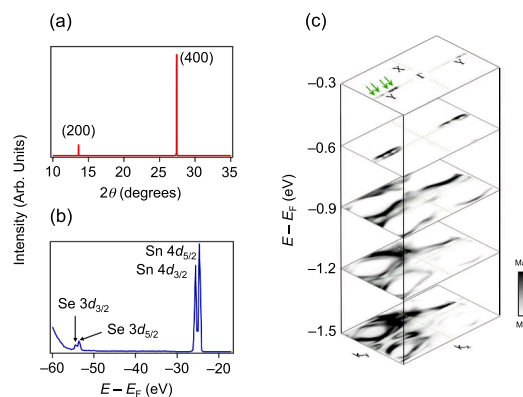 (a)
(400)
(200)
10 15 20 25 30 35
2θ (degrees)
Intensity (Arb. Units)
(b)
Sn 4d5/2
Sn 4d3/2
Se 3d3/2
Se 3d5/2
−60 −50 −40 −30 −20
E – EF (eV)
(c)
−0.3
−0.6
−0.9
−1.2
−1.5
E – EF (eV)
X
Y
Γ
Y